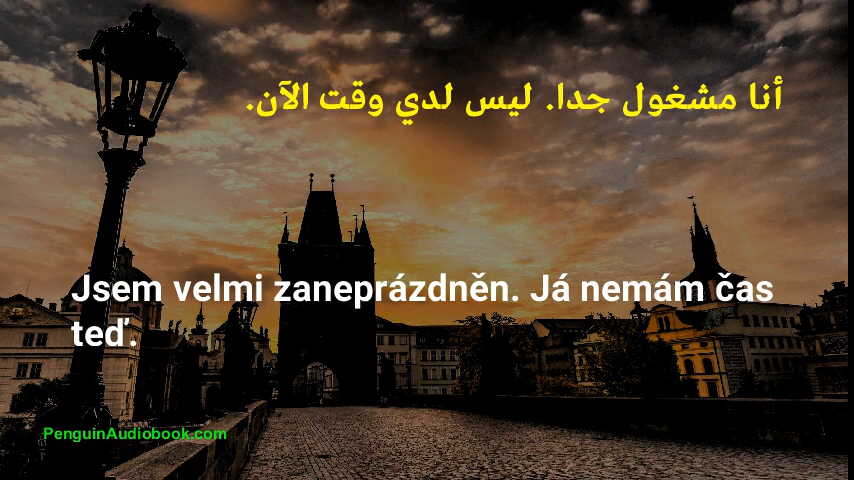 أنا مشغول جدا. ليس لدي وقت الآن.
Jsem velmi zaneprázdněn. Já nemám čas
teď.
PenguinAudiobook.com